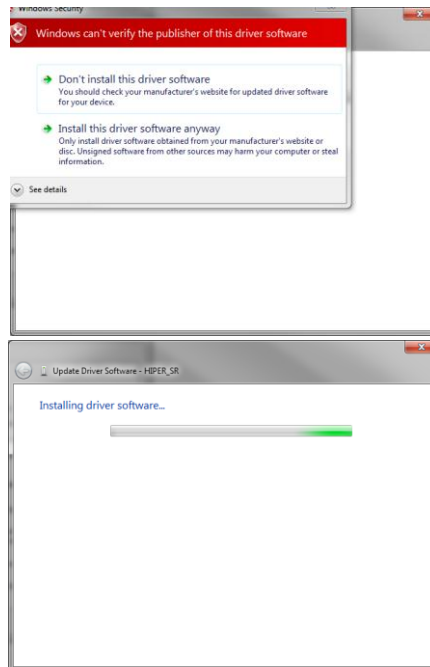 Windows Security
Windows can't verify the publisher of this driver software
Don't install this driver software
You should check your manufacturer's website for updated driver software
for your device.
Install this driver software anyway
Only install driver software obtained from your manufacturer's website or
disc. Unsigned software from other sources may harm your computer or steal
information.
See details
Update Driver Software - HIPER_SR
Installing driver software...